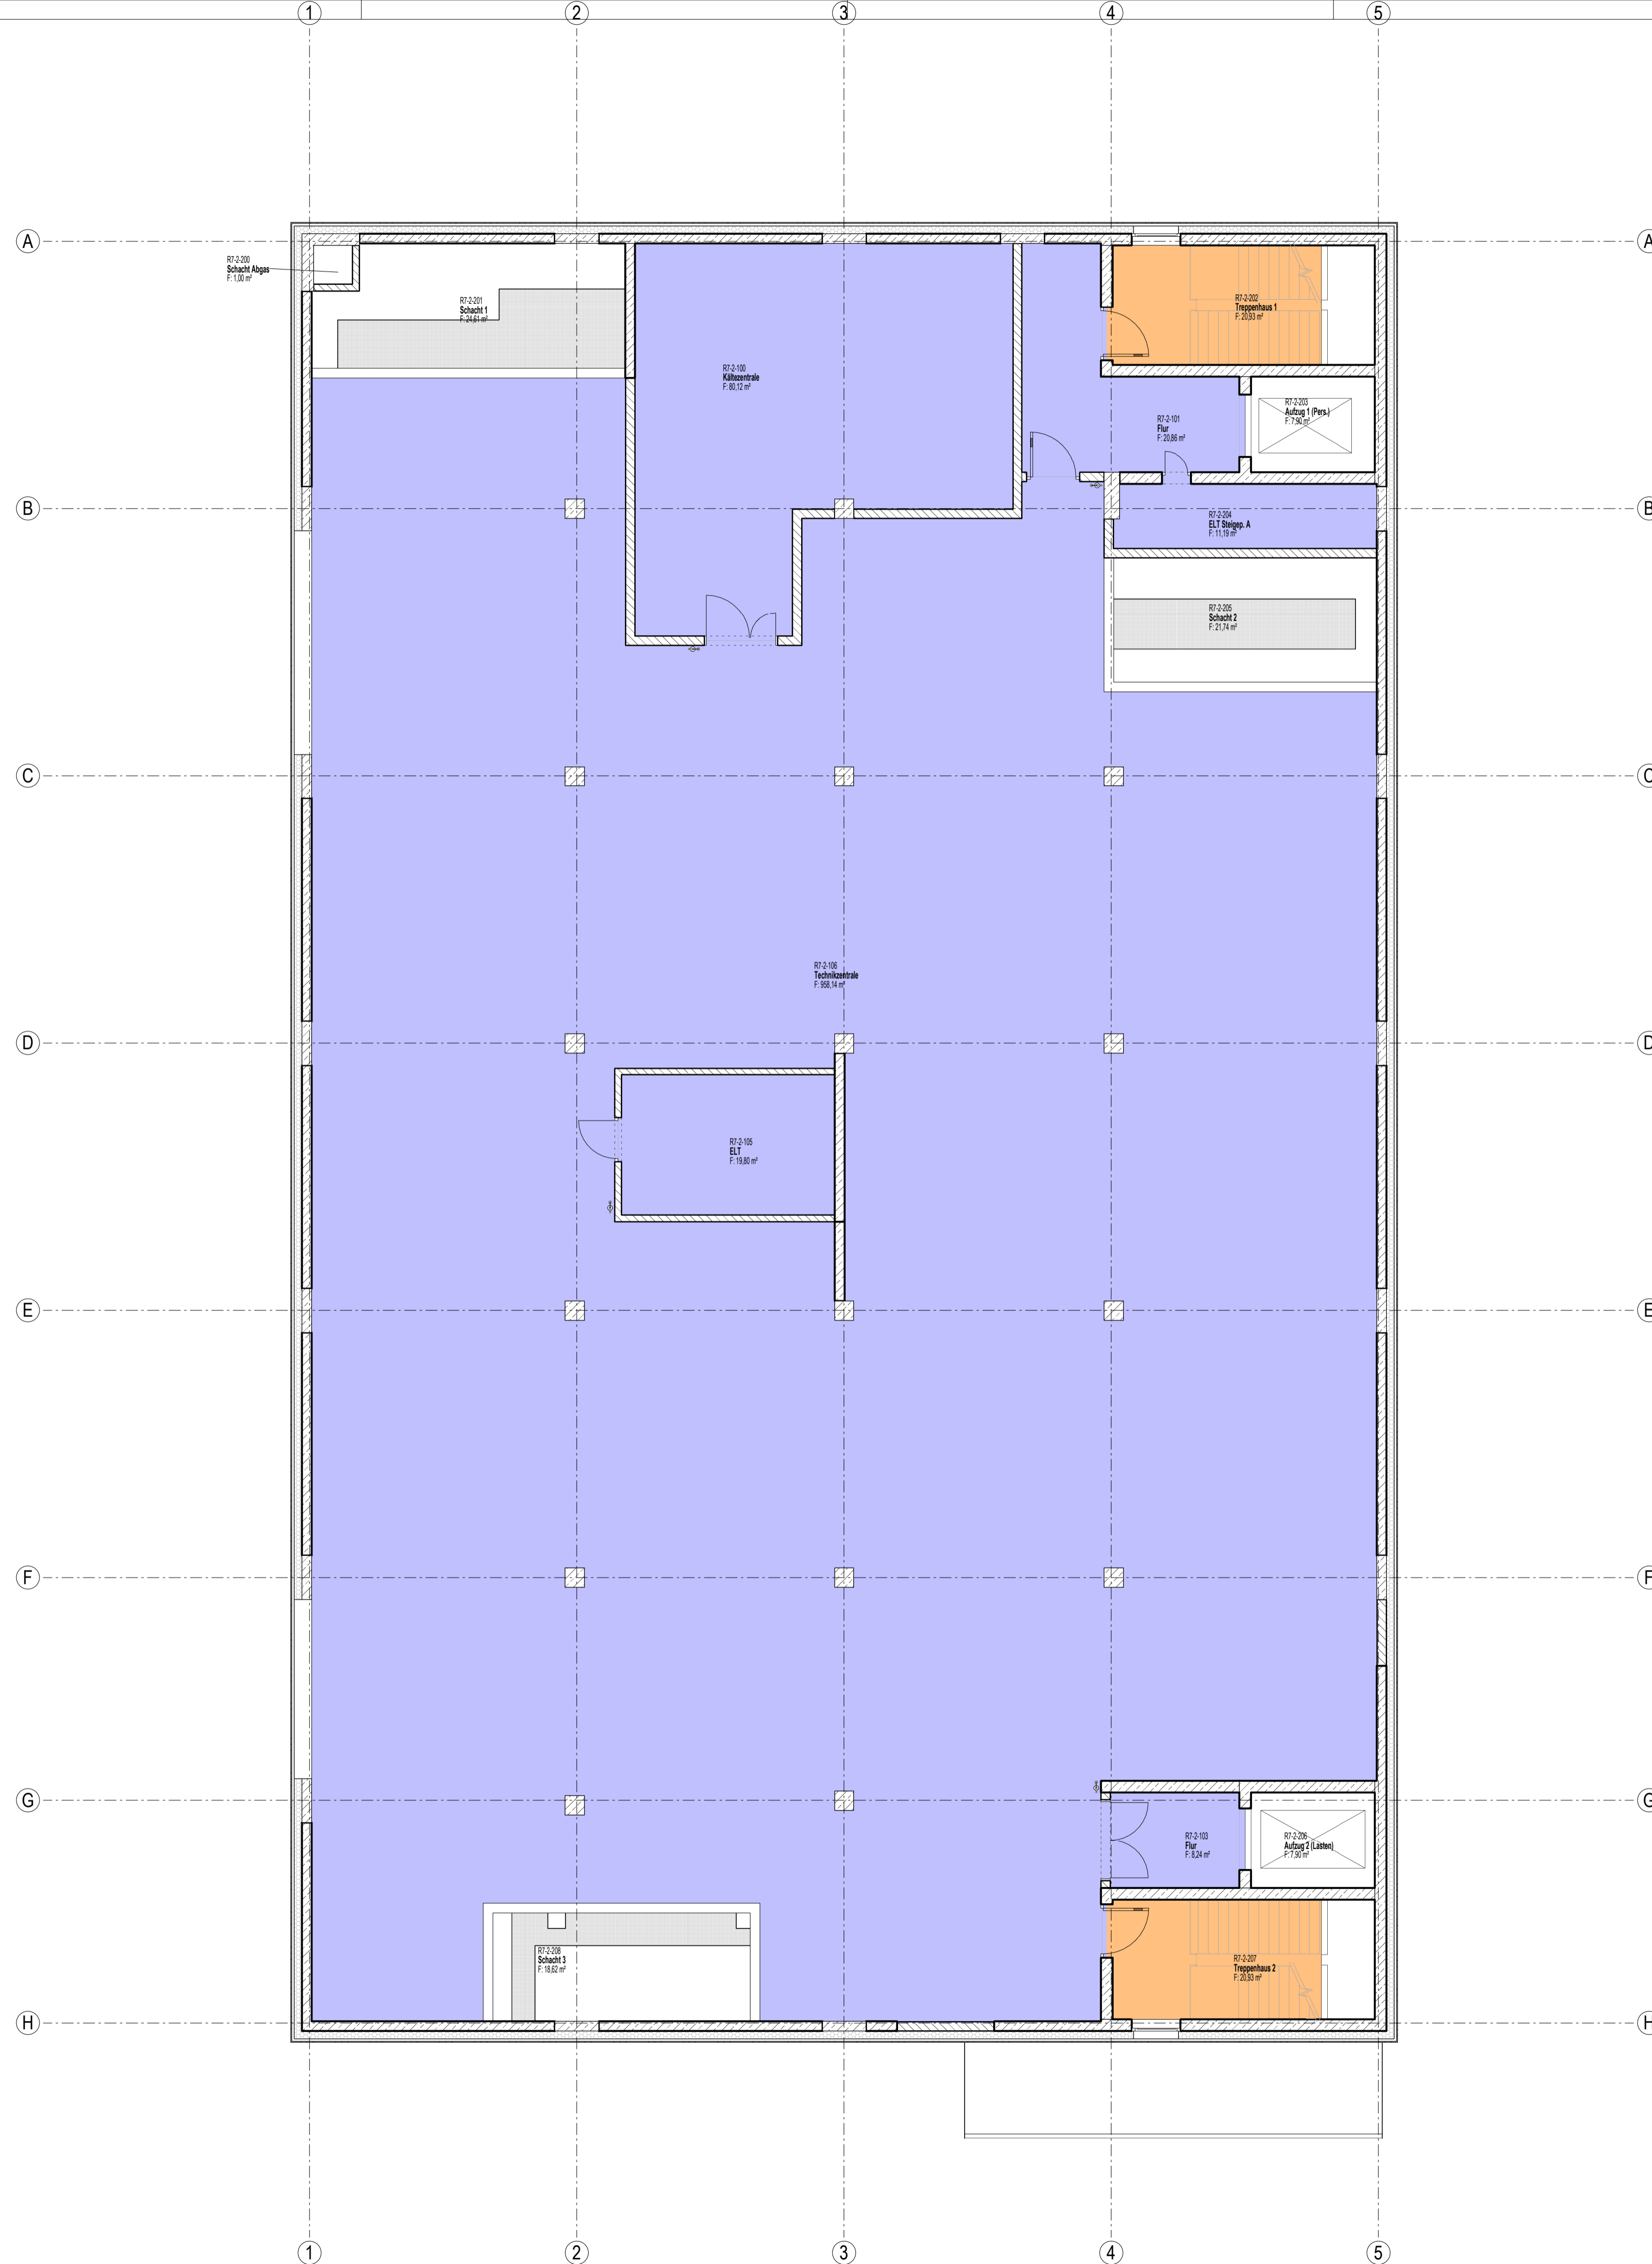 1
2
3
4
5
A
A
R7-2-200
Schacht Abgas
F: 1,00 m²
R7-2-201
Schacht 1
F: 24,61 m²
R7-2-202
Treppenhaus 1
F: 20,93 m²
R7-2-100
Kältezentrale
F: 80,12 m²
R7-2-203
Aufzug 1 (Pers.)
F: 7,90 m²
R7-2-101
Flur
F: 20,86 m²
B
B
R7-2-204
ELT Steigep. A
F: 11,19 m²
R7-2-205
Schacht 2
F: 21,74 m²
C
C
R7-2-106
Technikzentrale
F: 958,14 m²
D
D
R7-2-105
ELT
F: 19,80 m²
E
E
F
F
G
G
R7-2-103
Flur
F: 8,24 m²
R7-2-206
Aufzug 2 (Lasten)
F: 7,90 m²
R7-2-208
Schacht 3
F: 18,62 m²
R7-2-207
Treppenhaus 2
F: 20,93 m²
H
H
1
2
3
4
5